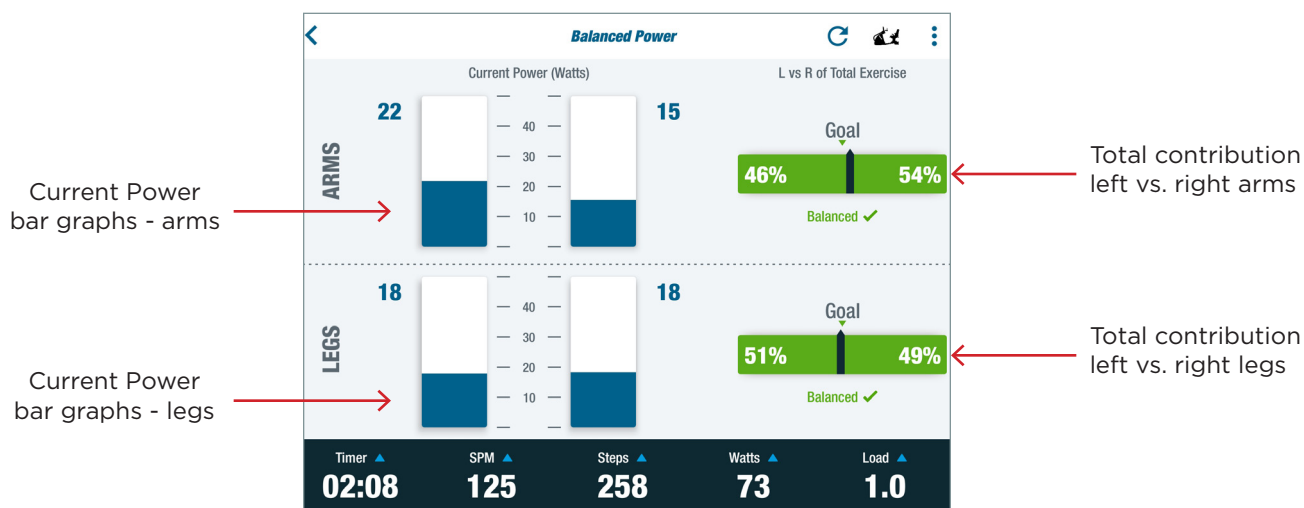 Balanced Power
Current Power (Watts)
L vs R of Total Exercise
ARMS
22
40
30
20
10
15
Goal
46%
54%
Balanced
Current Power
bar graphs - arms
Total contribution
left vs. right arms
LEGS
18
40
30
20
10
18
Goal
51%
49%
Balanced
Current Power
bar graphs - legs
Total contribution
left vs. right legs
Timer
02:08
SPM
125
Steps
258
Watts
73
Load
1.0